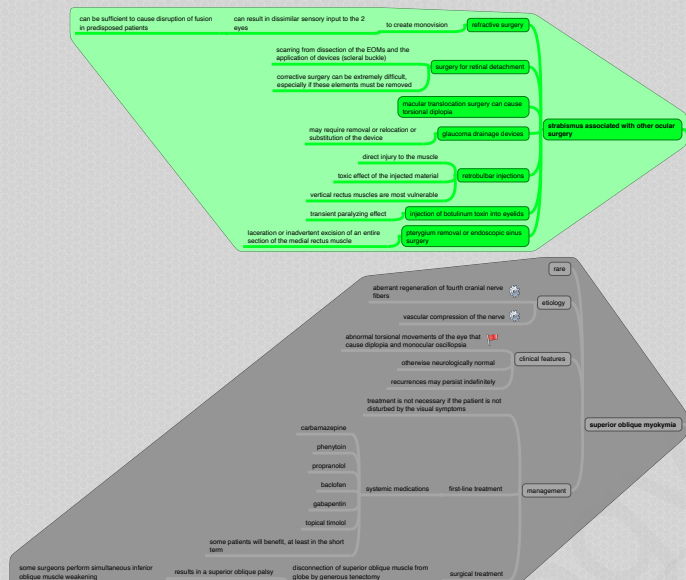 can be sufficient to cause disruption of fusion
in predisposed patients
can result in dissimilar sensory input to the 2
eyes
to create monovision
refractive surgery
scarring from dissection of the EOMs and the
application of devices (scleral buckle)
corrective surgery can be extremely difficult,
especially if these elements must be removed
surgery for retinal detachment
macular translocation surgery can cause
torsional diplopia
may require removal or relocation or
substitution of the device
glaucoma drainage devices
strabismus associated with other ocular
surgery
direct injury to the muscle
toxic effect of the injected material
vertical rectus muscles are most vulnerable
retrobulbar injections
transient paralyzing effect
injection of botulinum toxin into eyelids
laceration or inadvertent excision of an entire
section of the medial rectus muscle
pterygium removal or endoscopic sinus
surgery
rare
aberrant regeneration of fourth cranial nerve
fibers
vascular compression of the nerve
etiology
abnormal torsional movements of the eye that
cause diplopia and monocular oscillopsia
otherwise neurologically normal
recurrences may persist indefinitely
clinical features
superior oblique myokymia
treatment is not necessary if the patient is not
disturbed by the visual symptoms
carbamazepine
phenytoin
propranolol
baclofen
gabapentin
topical timolol
some patients will benefit, at least in the short
term
systemic medications
first-line treatment
management
some surgeons perform simultaneous inferior
oblique muscle weakening
results in a superior oblique palsy
disconnection of superior oblique muscle from
globe by generous tenectomy
surgical treatment